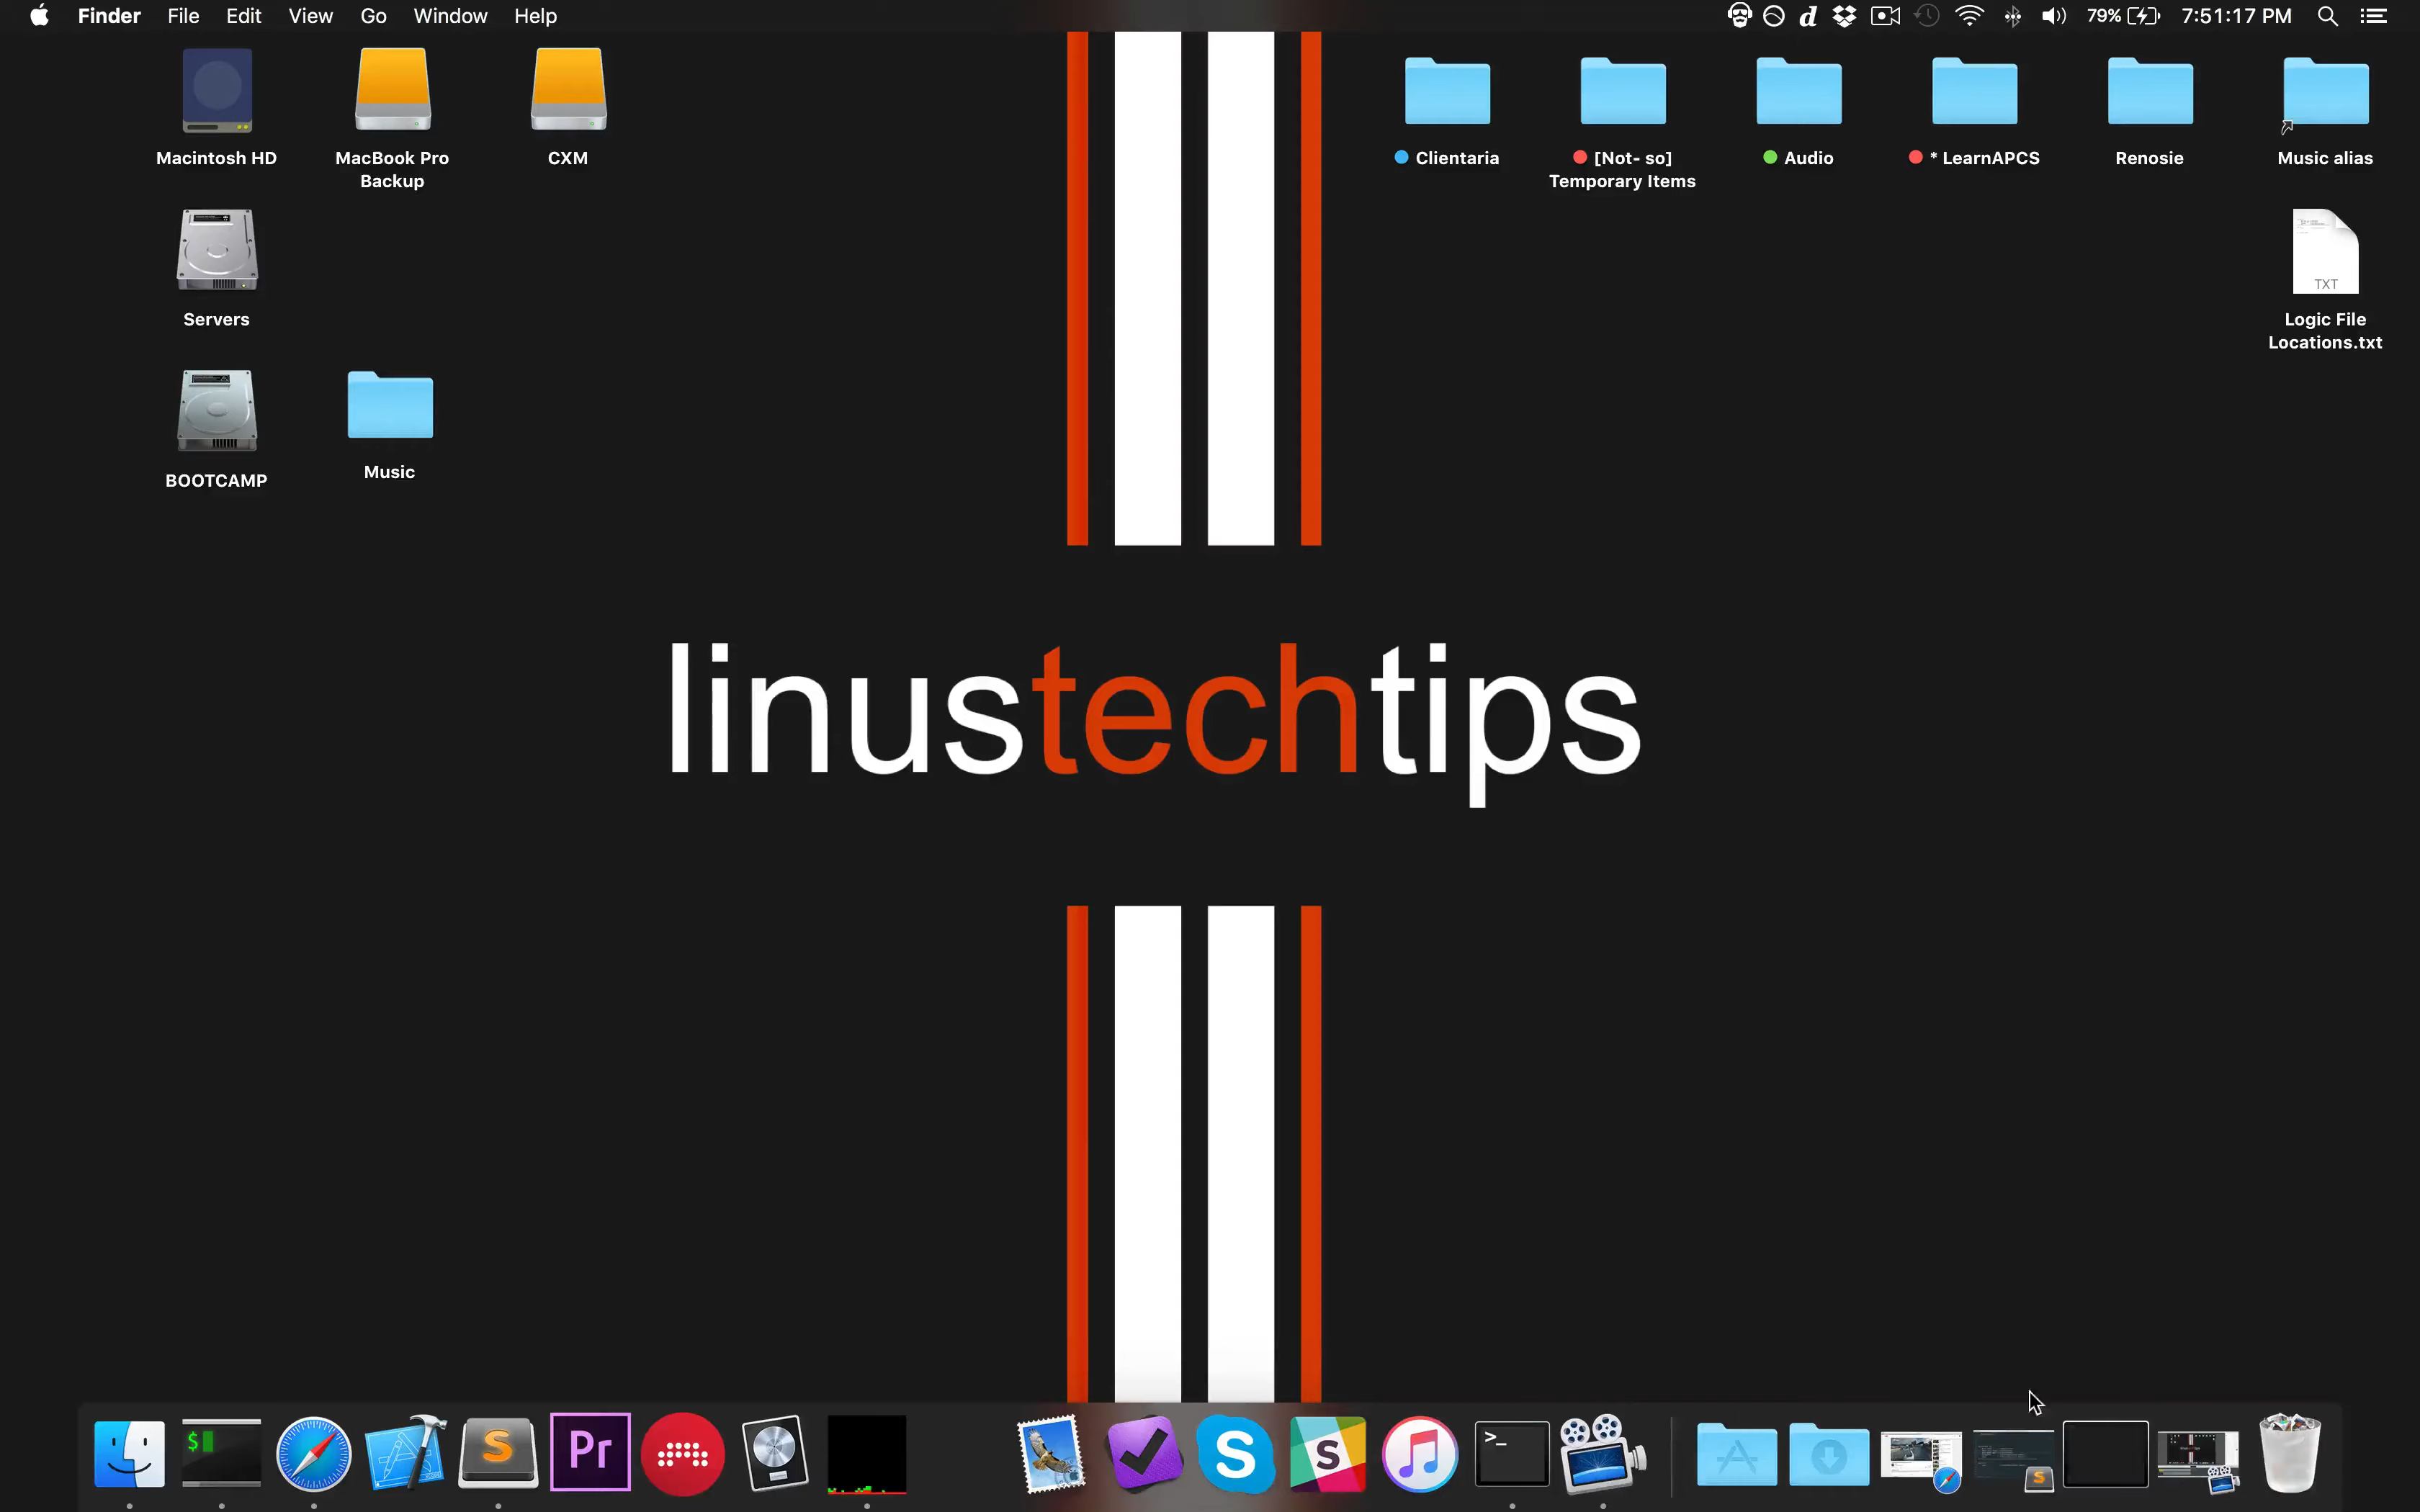 Finder File Edit View Go Window Help
79% 7:51:17 PM
Macintosh HD
MacBook Pro
Backup
CXM
Clientaria
[Not- so]
Temporary Items
Audio
* LearnAPCS
Renosie
Music alias
Servers
TXT
Logic File
Locations.txt
BOOTCAMP
Music
linustechtips
$
S
Pr
S
S
>_
S